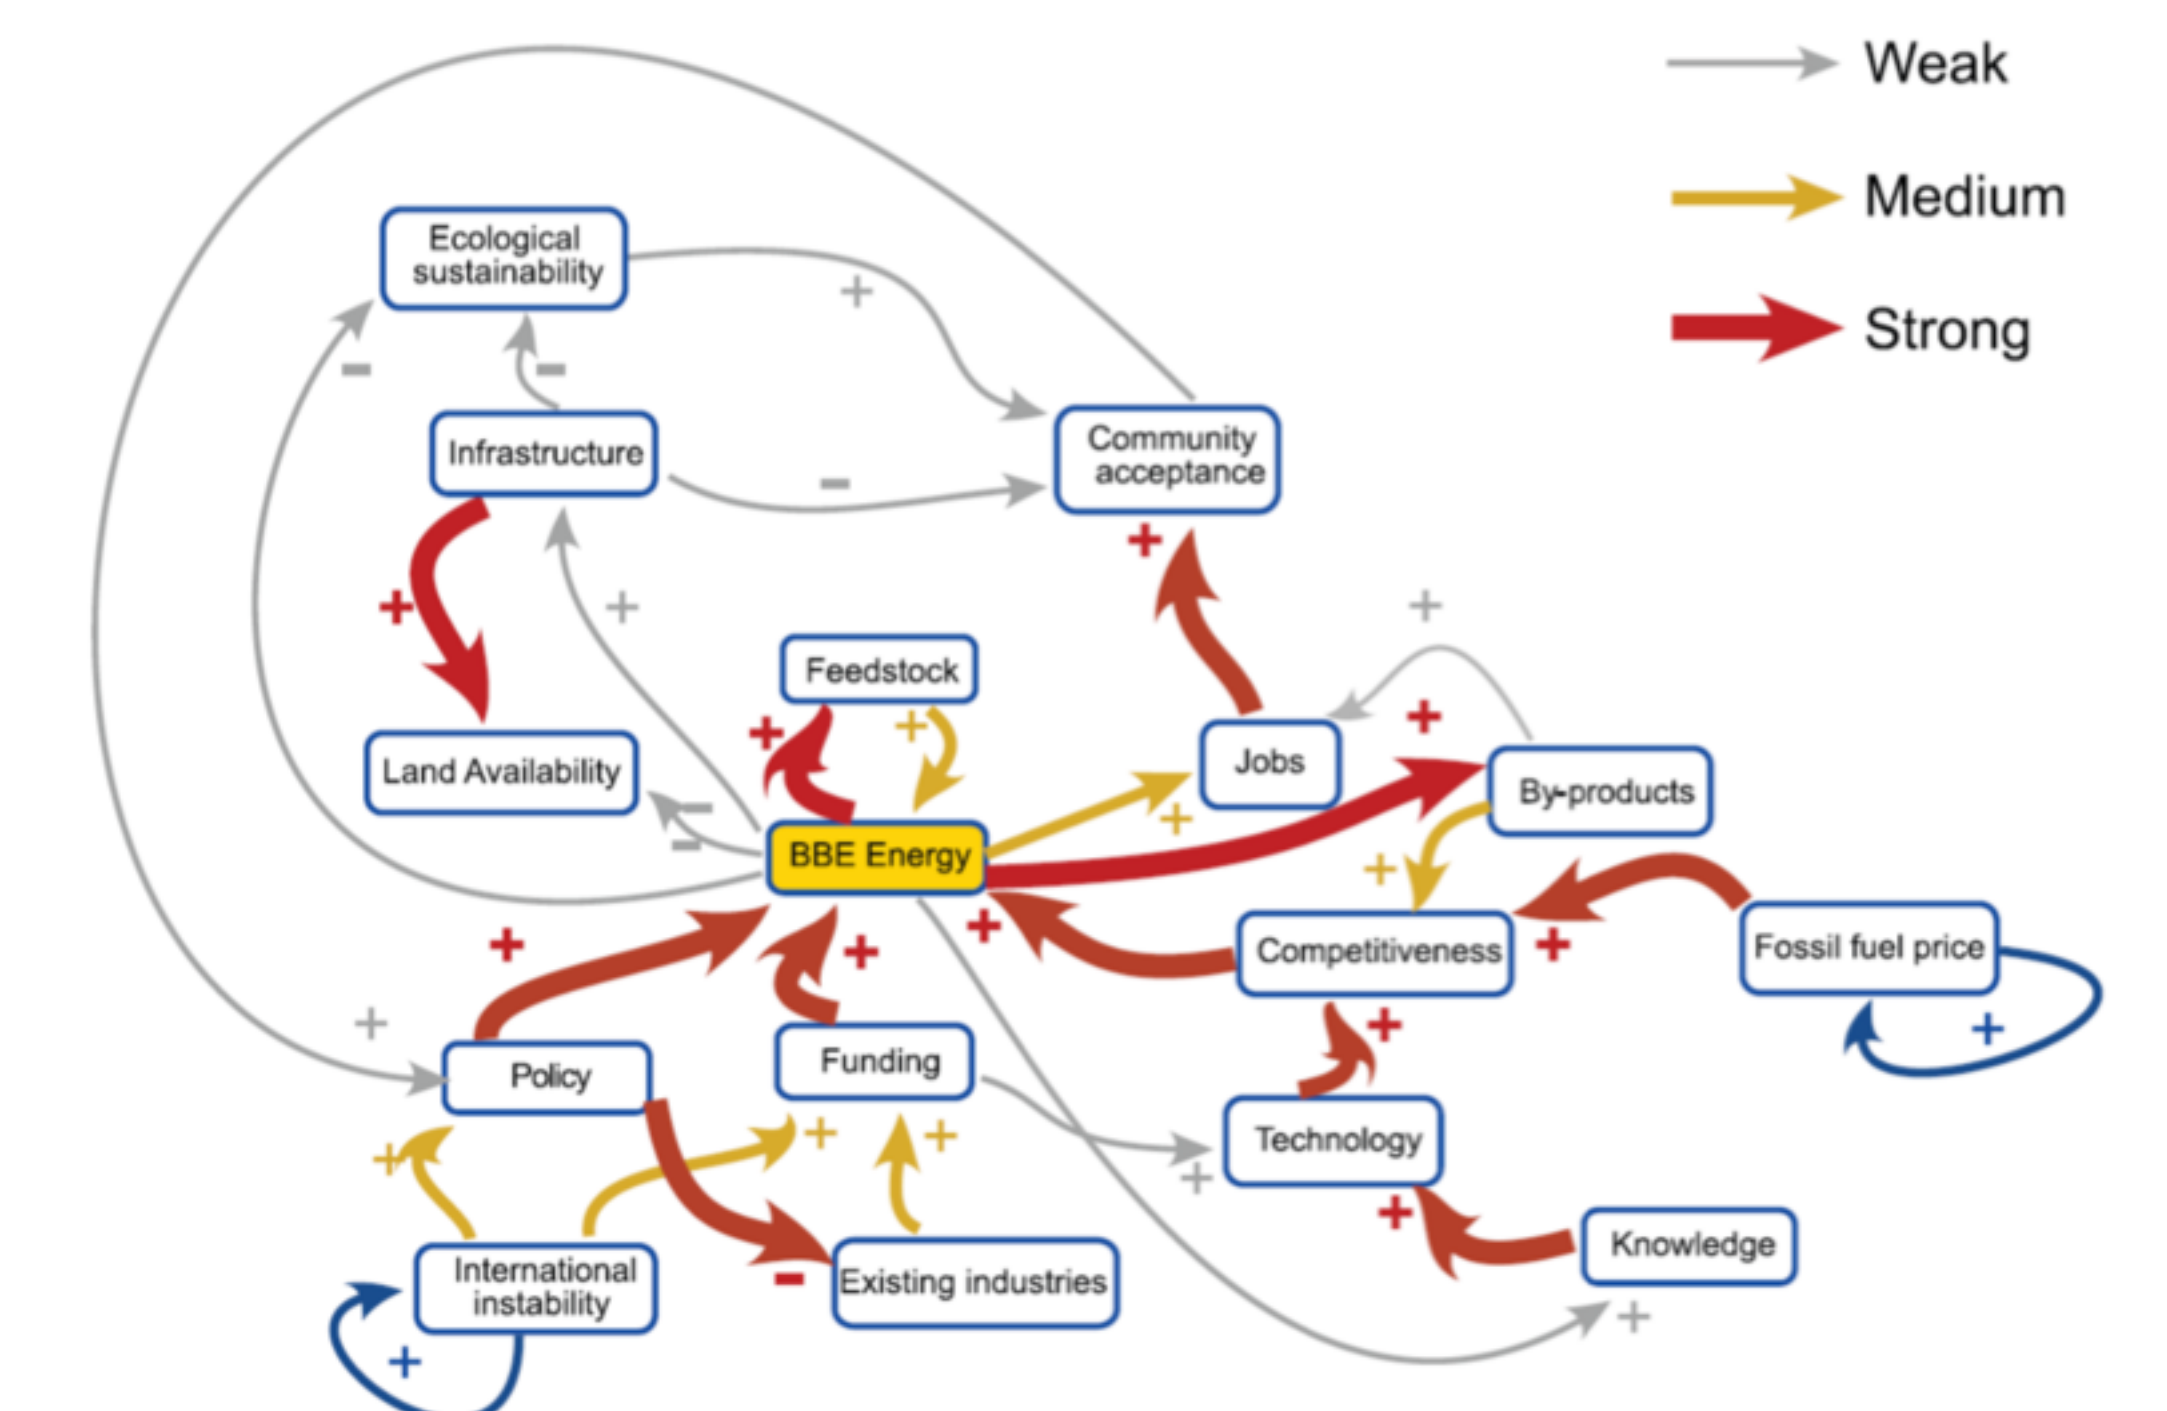 Weak
Medium
Strong
Ecological
sustainability
+
-
-
Infrastructure
Community
acceptance
-
+
+
+
+
Feedstock
+
+
+
Land Availability
Jobs
By-products
-
-
+
BBE Energy
+
+
+
+
Competitiveness
+
Fossil fuel price
+
+
+
Policy
Funding
Technology
+
+
+
+
+
Knowledge
International
instability
-
Existing industries
+
+